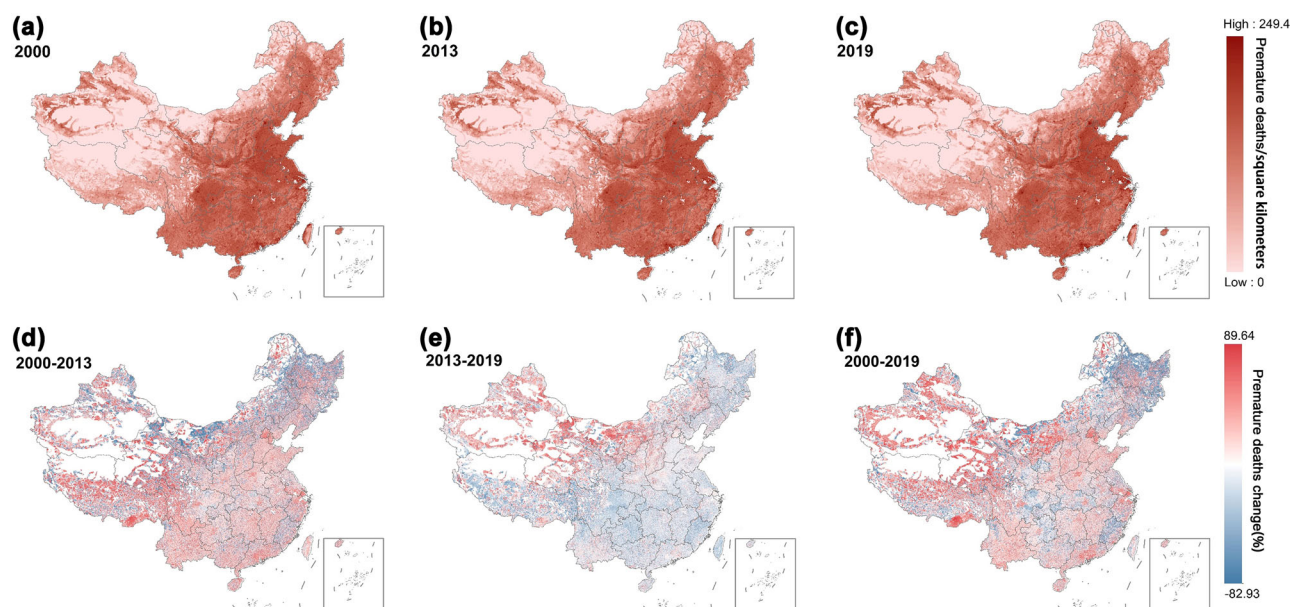 (a)
2000
(b)
2013
(c)
2019
High : 249.4
Premature deaths/square kilometers
Low : 0
(d)
2000-2013
(e)
2013-2019
(f)
2000-2019
89.64
Premature deaths change(%)
-82.93